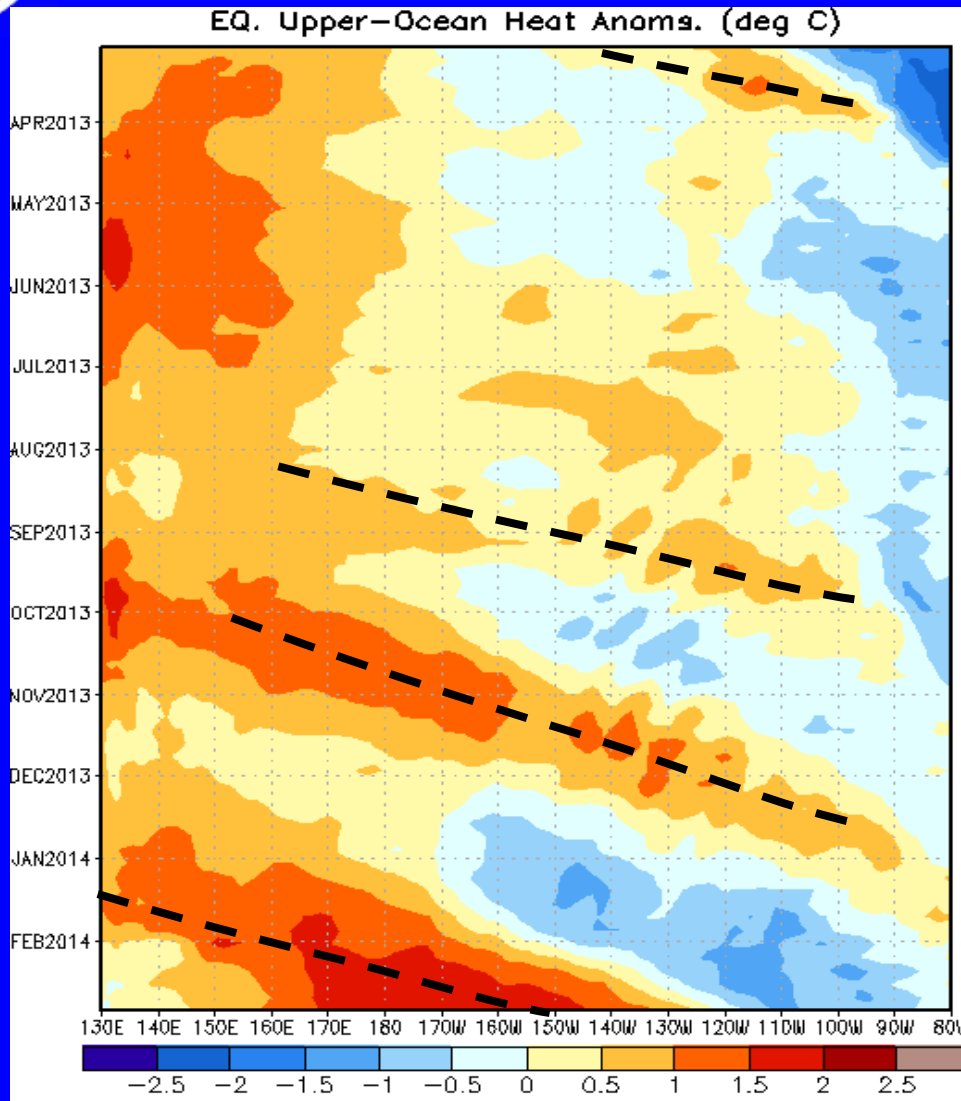 EQ. Upper-Ocean Heat Anoms. (deg C)
APR2013
MAY2013
JUN2013
JUL2013
AUG2013
SEP2013
OCT2013
NOV2013
DEC2013
JAN2014
FEB2014
130E 140E 150E 160E 170E 180 170W 160W 150W 140W 130W 120W 110W 100W 90W 80W
-2.5 -2 -1.5 -1 -0.5 0 0.5 1 1.5 2 2.5